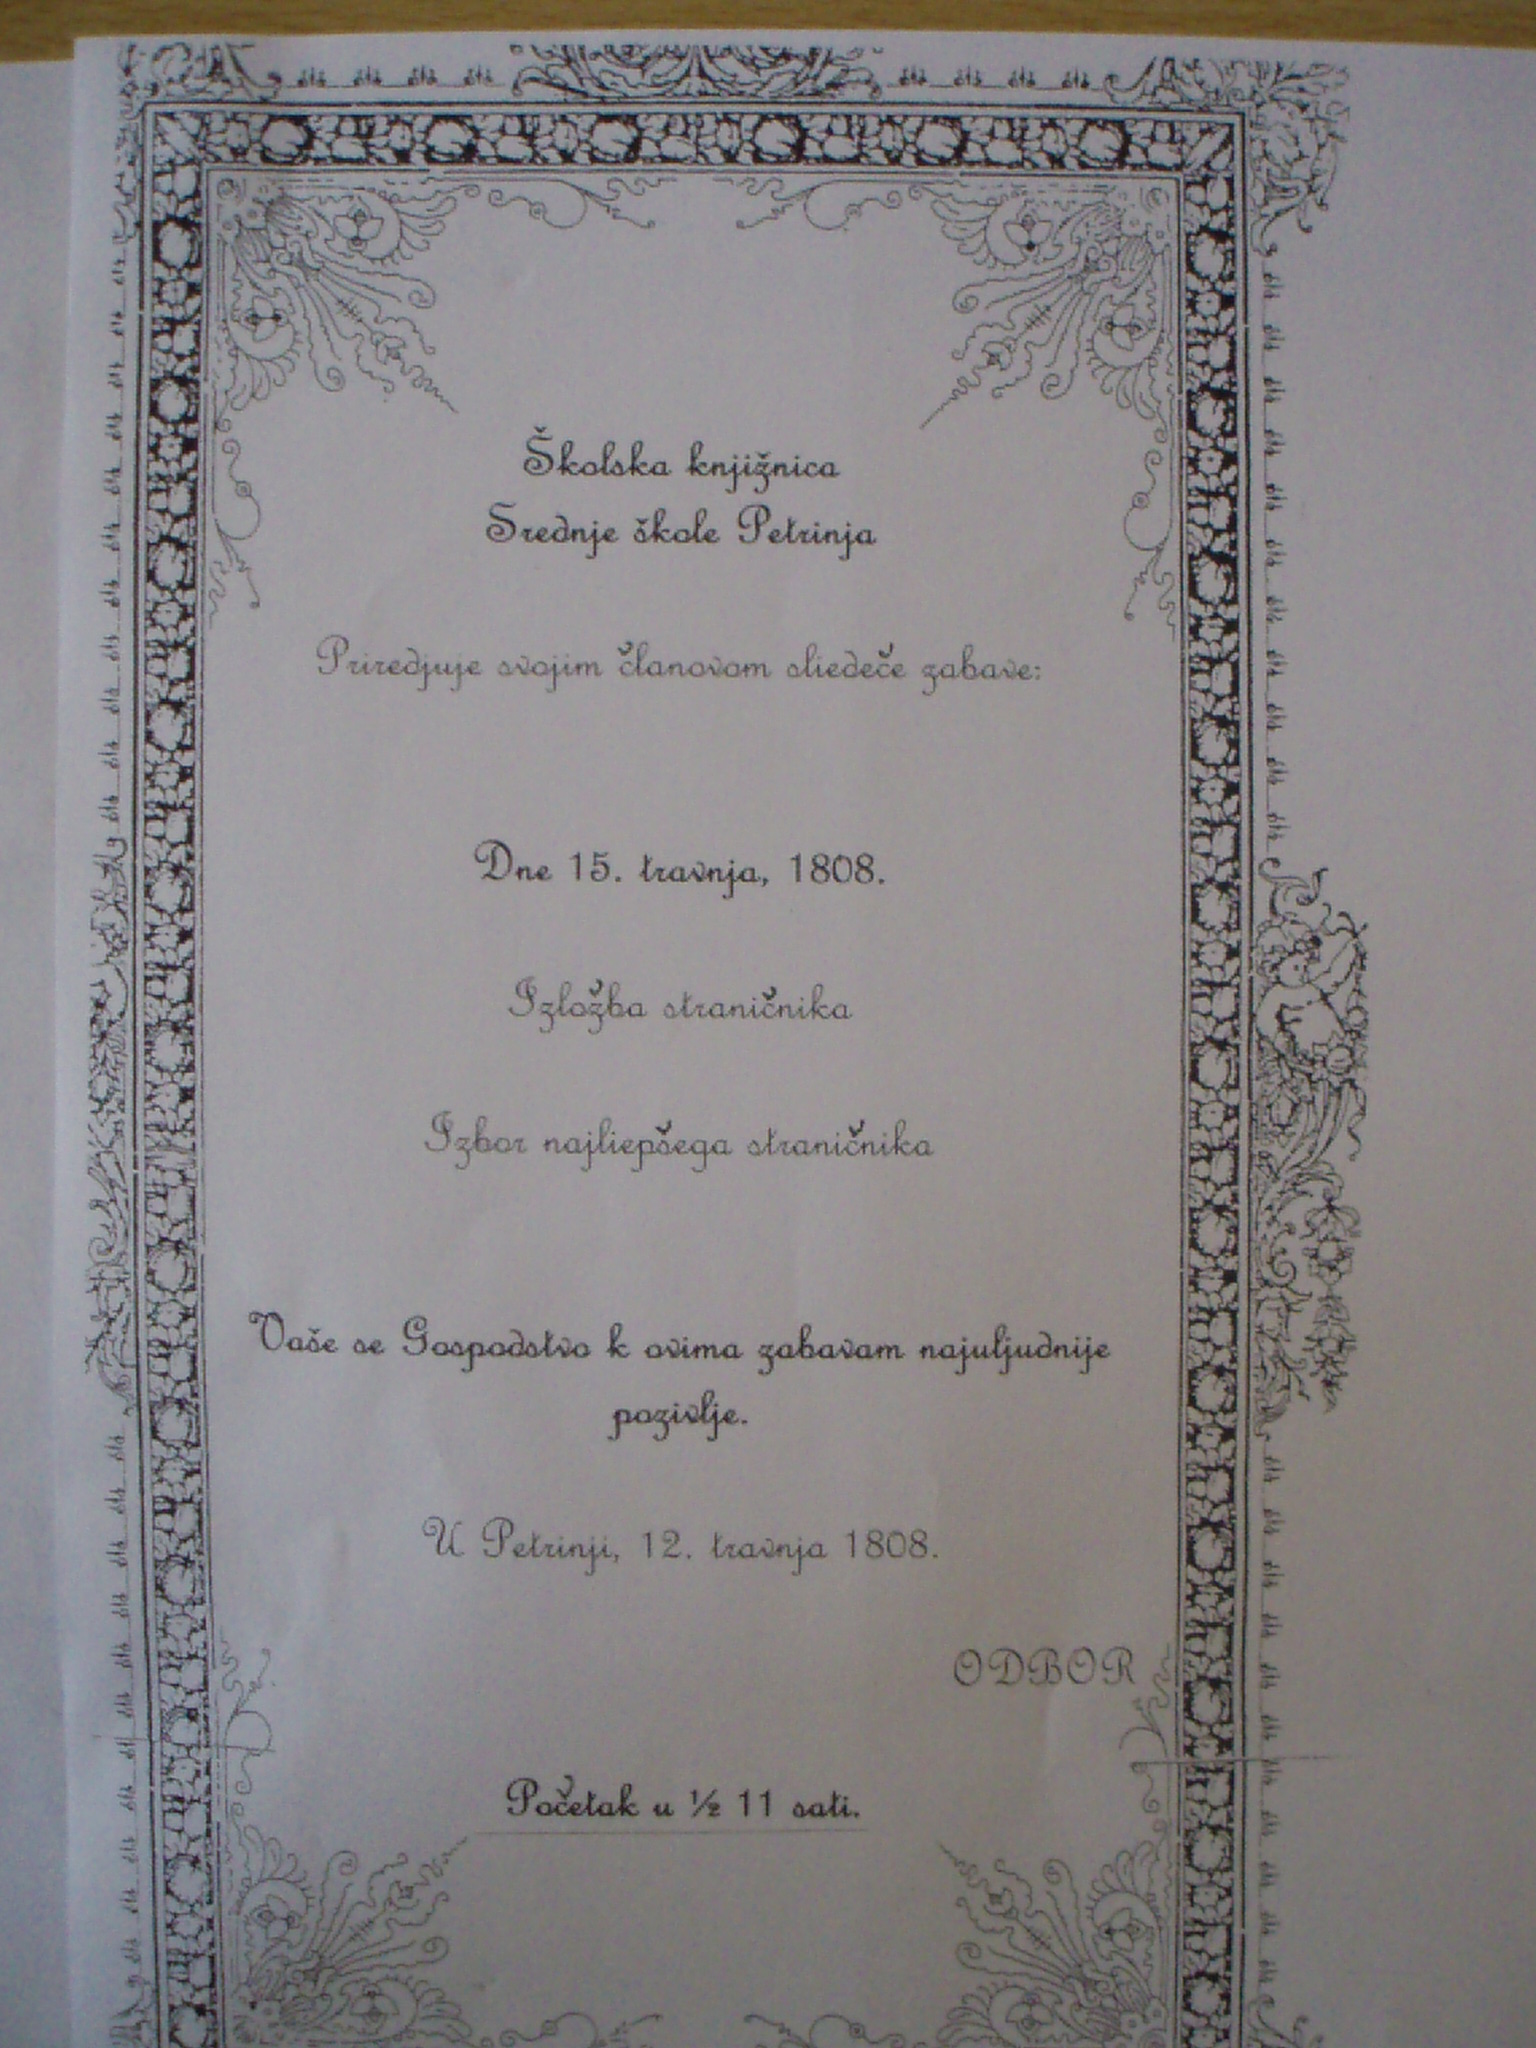 Školska knjižnica
Srednje škole Petrinja
Priredjuje svojim članovom sliedeče zabave:
Dne 15. travnja, 1808.
Izložba straničnika
Izbor najliepšega straničnika
Vaše se Gospodstvo k ovima zabavam najuljudnije
pozivlje.
U Petrinji, 12. travnja 1808.
ODBOR
Početak u ½ 11 sati.